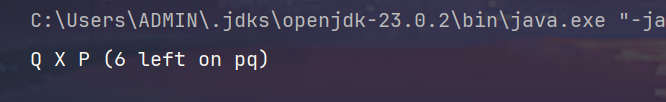 C:\Users\ADMIN\.jdks\openjdk-23.0.2\bin\java.exe "-ja
Q X P (6 left on pq)